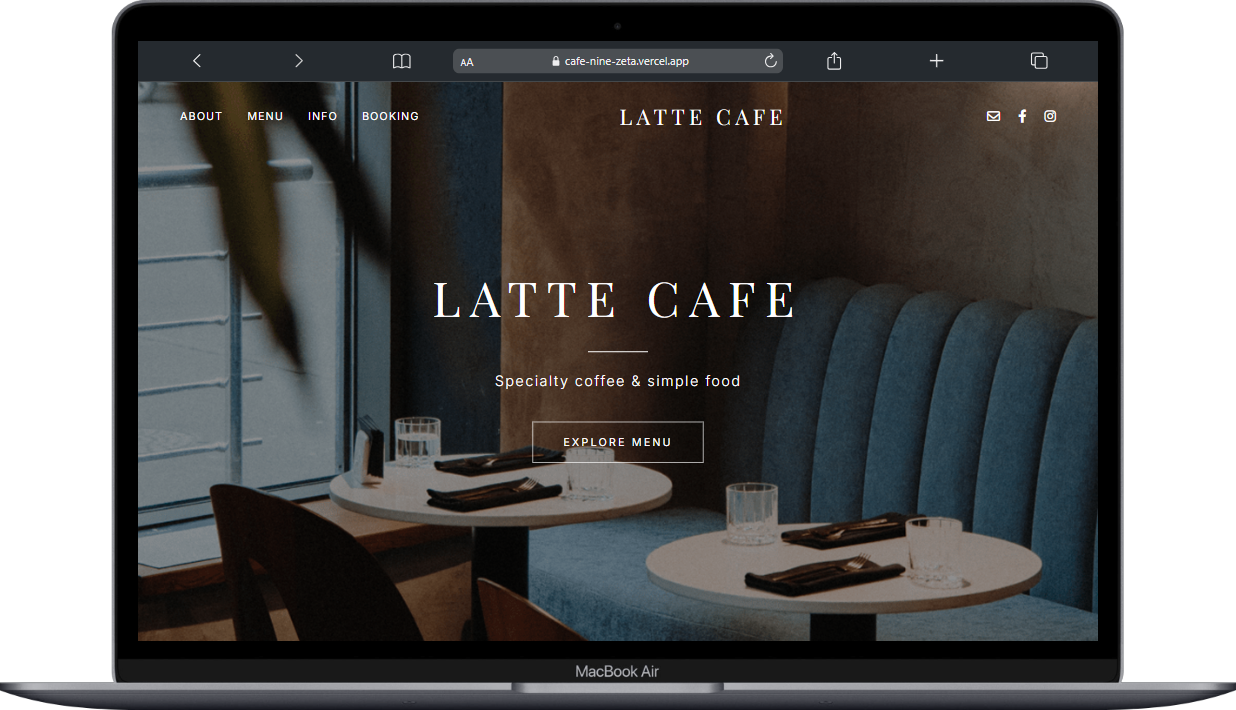 AA cafe-nine-zeta.vercel.app
ABOUT MENU INFO BOOKING LATTE CAFE
LATTE CAFE
Specialty coffee & simple food
EXPLORE MENU
MacBook Air